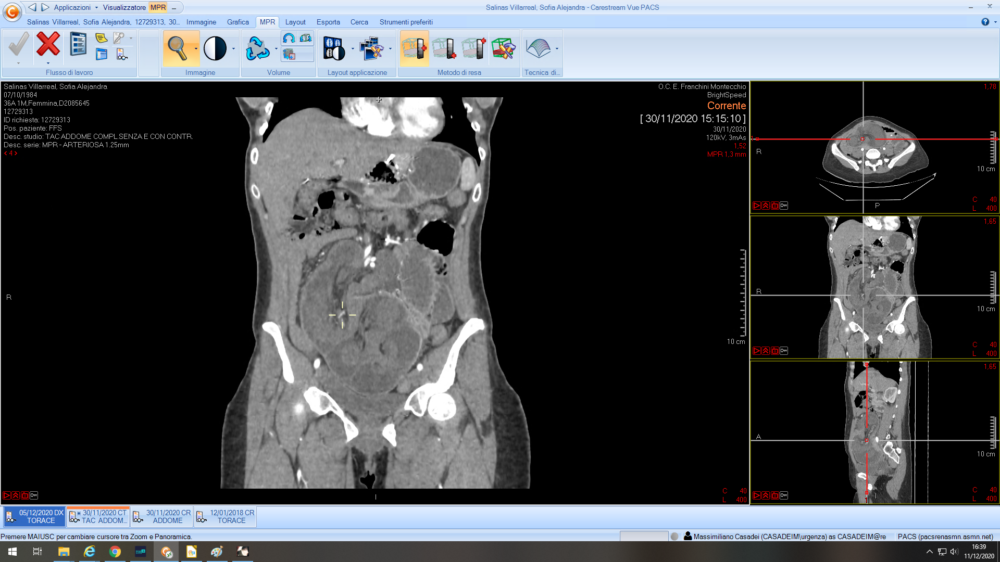 Applicazioni Visualizzatore MPR
Salinas Villarreal, Sofia Alejandra - Carestream Vue PACS
Salinas Villarreal, Sofia Alejandra, 12729313, 30... Immagine Grafica MPR Layout Esporta Cerca Strumenti preferiti
Flusso di lavoro Immagine Volume Layout applicazione Metodo di resa Tecnica di...
Salinas Villarreal, Sofia Alejandra
07/10/1984
36A 1M,Femmina,D2085645
12729313
ID richiesta: 12729313
Pos. paziente: FFS
Desc. studio: TAC ADDOME COMPL.SENZA E CON CONTR.
Desc. serie: MPR - ARTERIOSA 1.25mm
< 4 >
O.C. E. Franchini Montecchio
BrightSpeed
Corrente
[ 30/11/2020 15:15:10 ]
30/11/2020
120kV, 3mAs
1.52
MPR 1.3 mm
R
10 cm
C 40
L 400
I
1.78
R
10 cm
P
C 40
L 400
1.65
R
10 cm
I
C 40
L 400
1.65
A
10 cm
I
C 40
L 400
05/12/2020 DX
TORACE
* 30/11/2020 CT
TAC ADDOM...
30/11/2020 CR
ADDOME
12/01/2018 CR
TORACE
Premere MAIUSC per cambiare cursore tra Zoom e Panoramica.
Massimiliano Casadei (CASADEIM\urgenza) as CASADEIM@re
PACS (pacsrenasmn.asmn.net)
16:39
11/12/2020